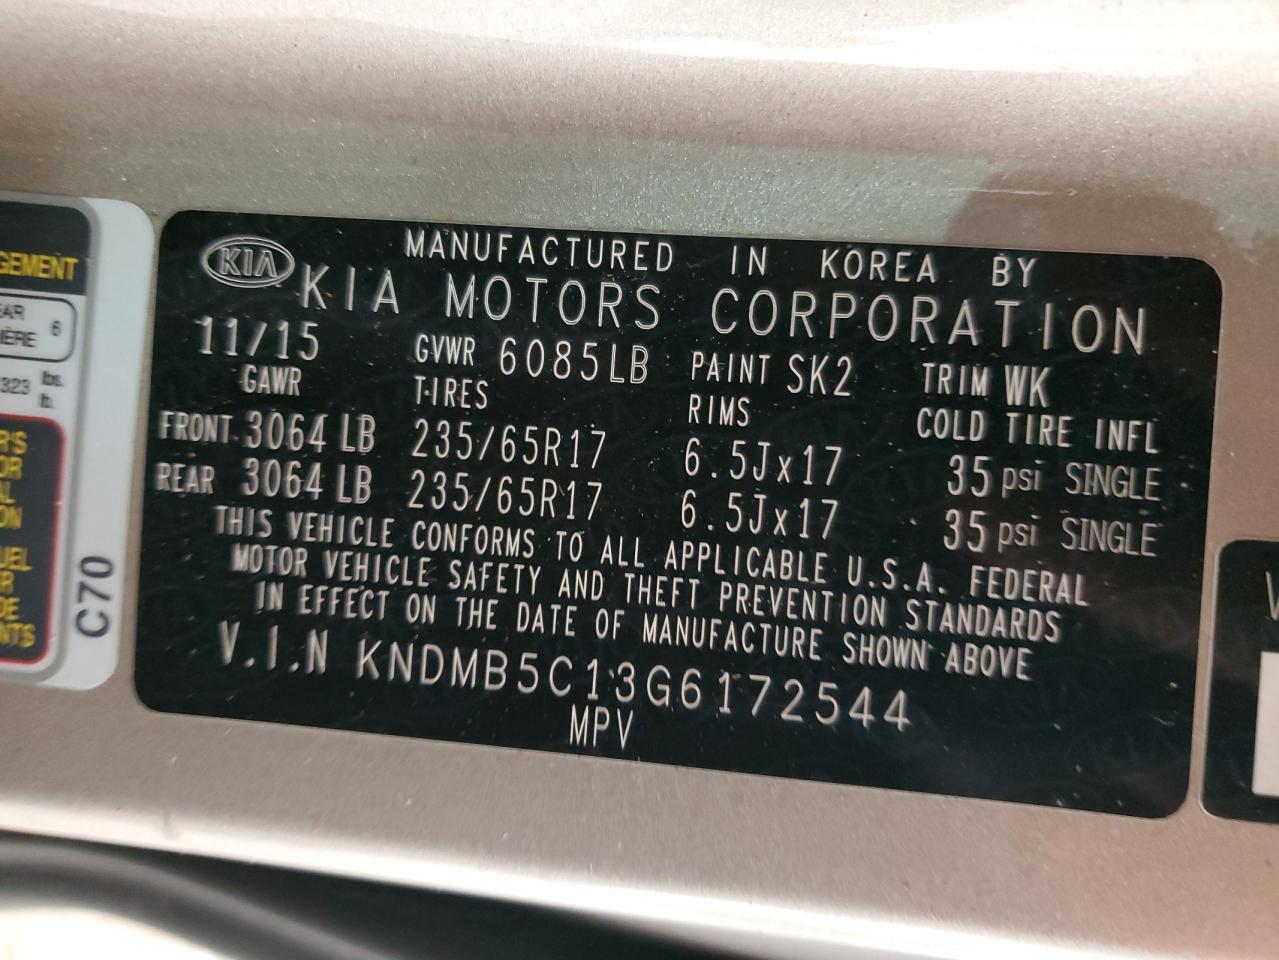 MANUFACTURED IN KOREA BY
KIA KIA MOTORS CORPORATION
11/15 GVWR 6085LB PAINT SK2 TRIM WK
GAWR TIRES RIMS COLD TIRE INFL
FRONT 3064 LB 235/65R17 6.5Jx17 35 psi SINGLE
REAR 3064 LB 235/65R17 6.5Jx17 35 psi SINGLE
THIS VEHICLE CONFORMS TO ALL APPLICABLE U.S.A. FEDERAL
MOTOR VEHICLE SAFETY AND THEFT PREVENTION STANDARDS
IN EFFECT ON THE DATE OF MANUFACTURE SHOWN ABOVE
V.I.N KNDMB5C13G6172544
MPV
6
323 lbs.
C70